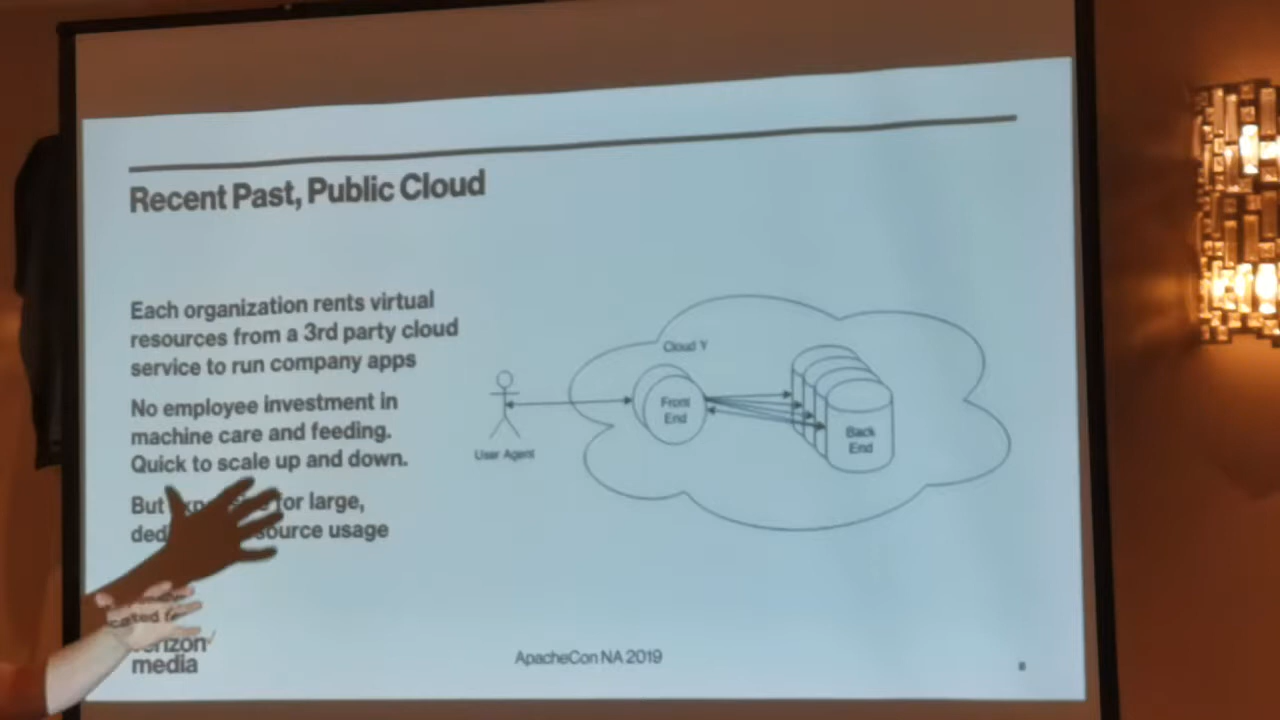 Recent Past, Public Cloud
Each organization rents virtual
resources from a 3rd party cloud
service to run company apps
No employee investment in
machine care and feeding.
Quick to scale up and down.
But for large,
usage
Cloud Y
Front
End
Back
End
User Agent
media
ApacheCon NA 2019
8